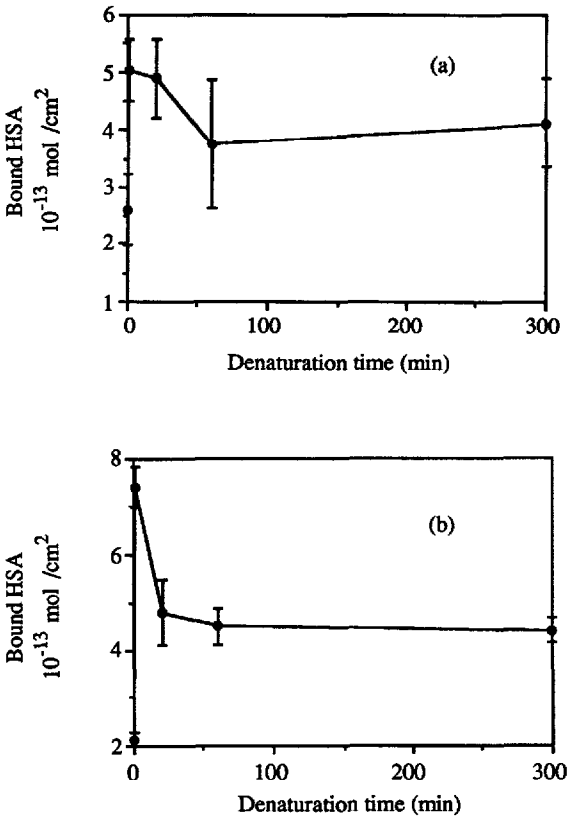 6
(a)
5
4
3
2
1
Bound HSA
10⁻¹³ mol /cm²
0
100
200
300
Denaturation time (min)
8
(b)
6
4
2
Bound HSA
10⁻¹³ mol /cm²
0
100
200
300
Denaturation time (min)